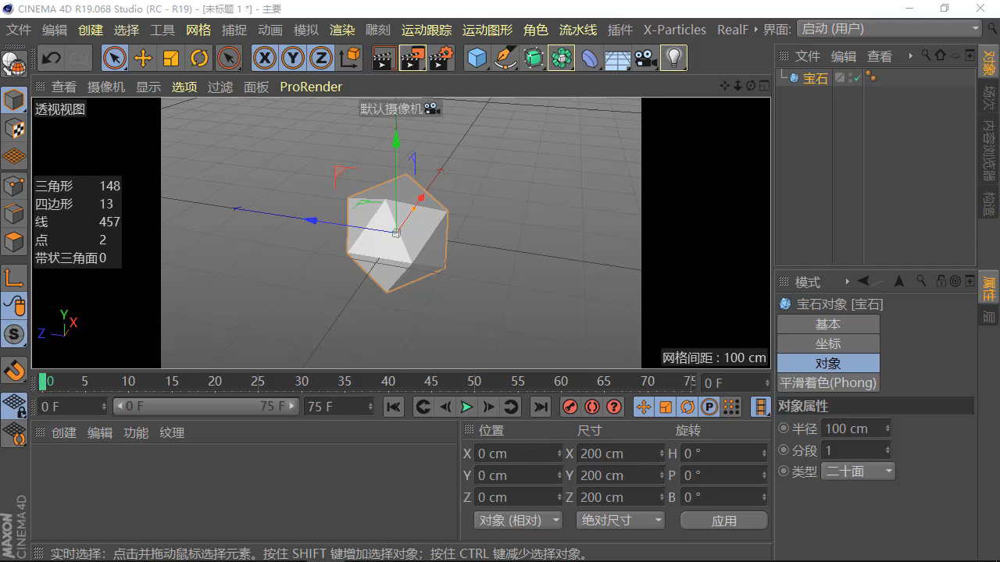 CINEMA 4D R19.068 Studio (RC - R19) - [未标题 1 *] - 主要
文件 编辑 创建 选择 工具 网格 捕捉 动画 模拟 渲染 雕刻 运动跟踪 运动图形 角色 流水线 插件 X-Particles RealF 界面: 启动 (用户)
X Y Z
文件 编辑 查看
查看 摄像机 显示 选项 过滤 面板 ProRender
宝石
透视视图
默认摄像机
三角形 148
四边形 13
线 457
点 2
带状三角面 0
Y
X
Z
网格间距 : 100 cm
对象
场次
内容浏览器
构造
模式
宝石对象 [宝石]
基本
坐标
对象
平滑着色(Phong)
对象属性
半径 100 cm
分段 1
类型 二十面
属性
层
S
0 5 10 15 20 25 30 35 40 45 50 55 60 65 70 75 0 F
0 F 0 F 75 F 75 F
P
创建 编辑 功能 纹理
位置 尺寸 旋转
X 0 cm X 200 cm H 0 °
Y 0 cm Y 200 cm P 0 °
Z 0 cm Z 200 cm B 0 °
对象 (相对) 绝对尺寸 应用
MAXON
CINEMA 4D
实时选择：点击并拖动鼠标选择元素。按住 SHIFT 键增加选择对象；按住 CTRL 键减少选择对象。